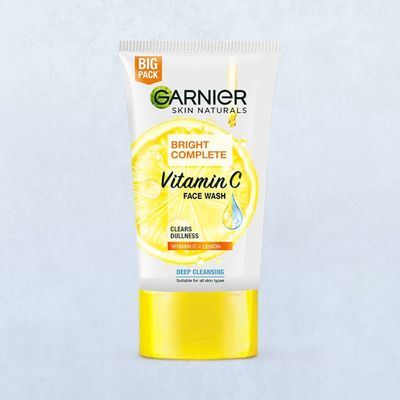 BIG
PACK
GARNIER
SKIN NATURALS
BRIGHT
COMPLETE
Vitamin C
FACE WASH
CLEARS
DULLNESS
VITAMIN C + LEMON
DEEP CLEANSING
Suitable for all skin types